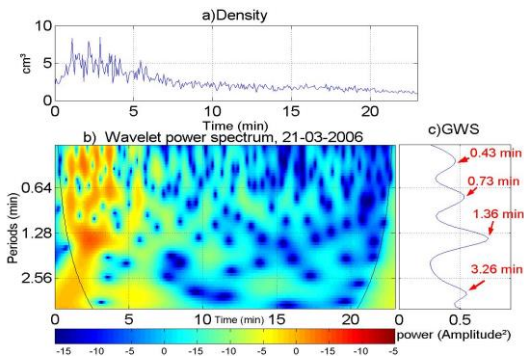 a)Density
10
5
0
cm³
0 5 10 15 20
Time (min)
b) Wavelet power spectrum, 21-03-2006
c)GWS
0.64
1.28
2.56
Periods (min)
0.43 min
0.73 min
1.36 min
3.26 min
0 5 10 Time (min) 15 20
0 0.5
-15 -10 -5 0 -15 -10 -5 0 -15 -10 -5
power (Amplitude²)